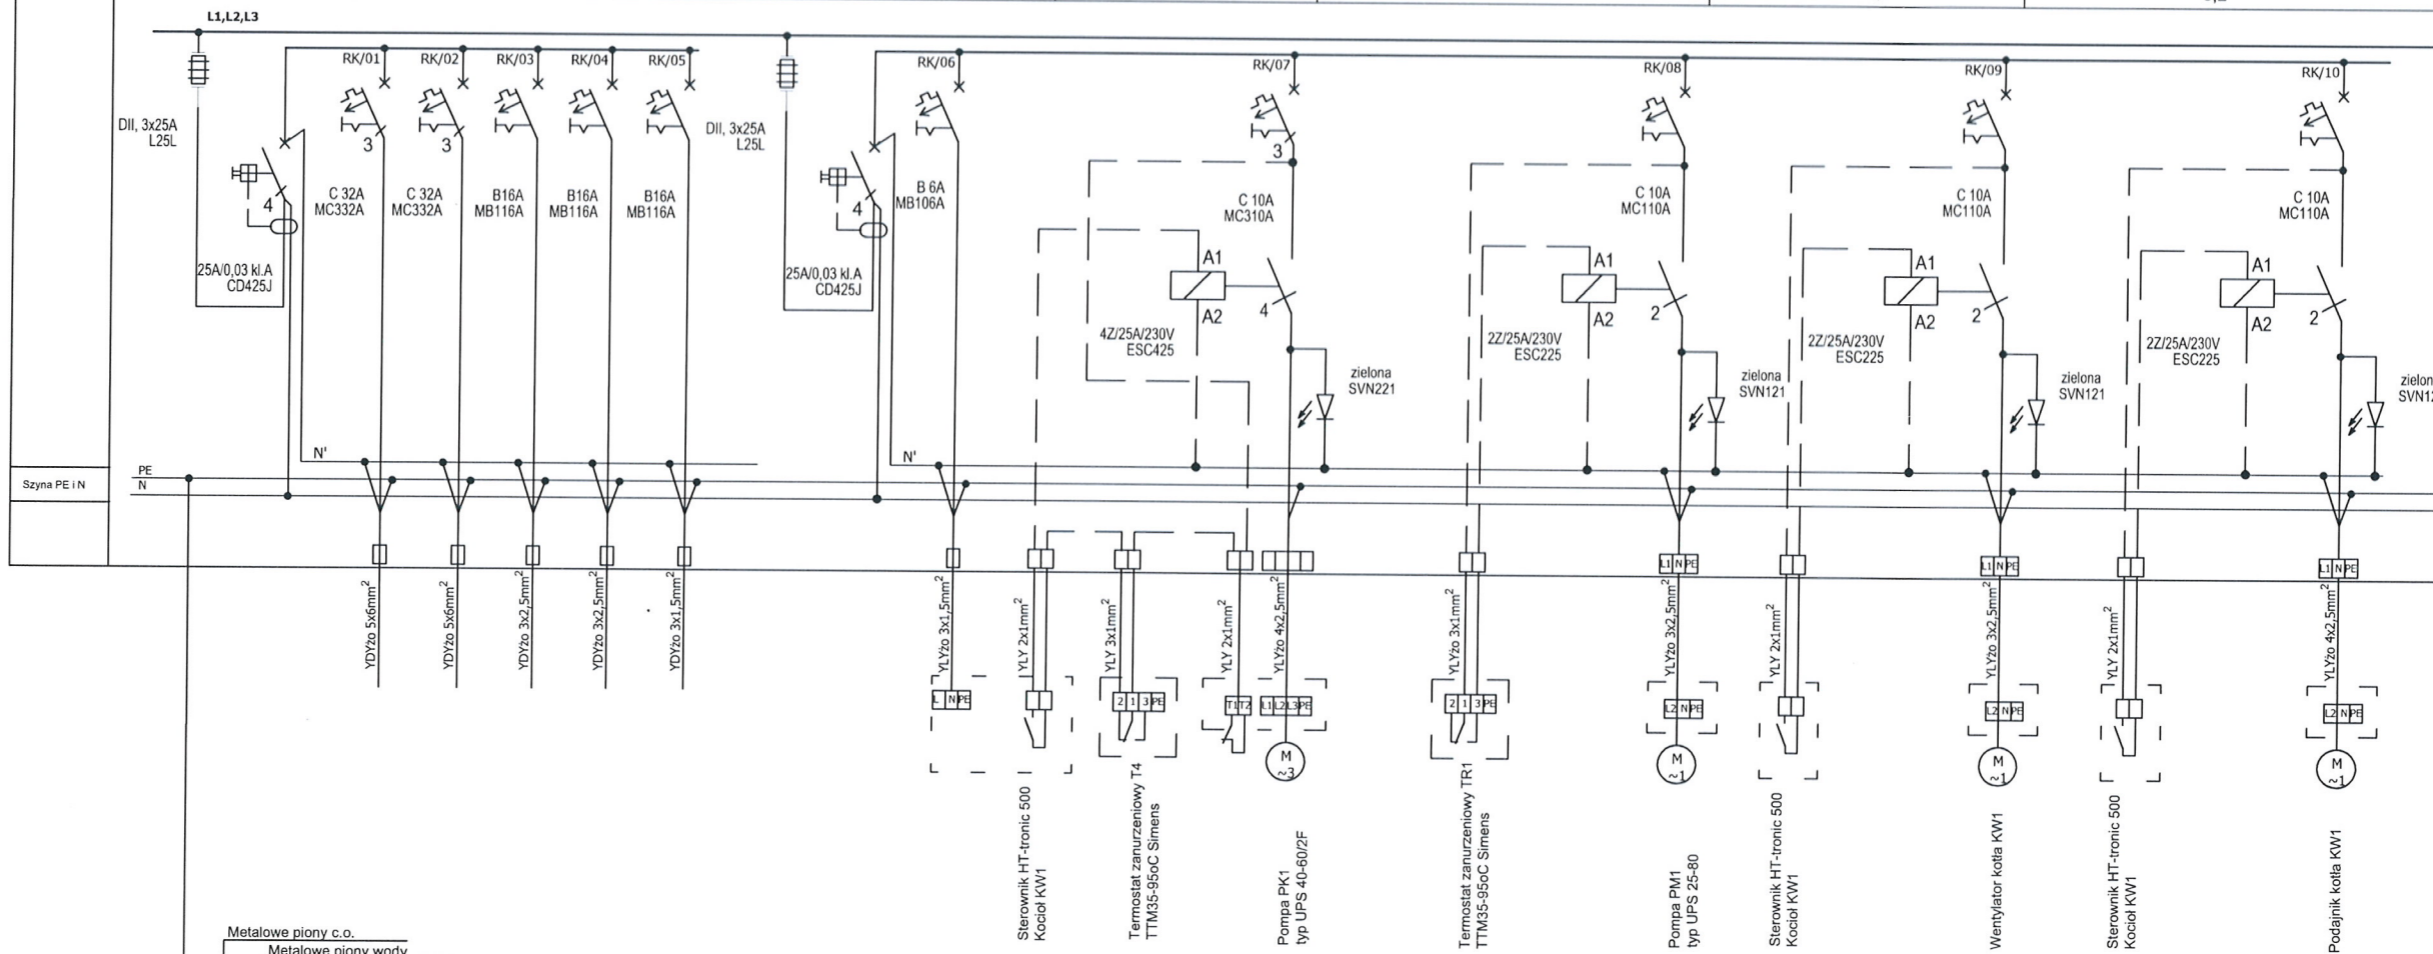 L1,L2,L3
RK/01
RK/02
RK/03
RK/04
RK/05
RK/06
RK/07
RK/08
RK/09
RK/10
DII, 3x25A
L25L
DII, 3x25A
L25L
3
3
3
4
4
C 32A
MC332A
C 32A
MC332A
B16A
MB116A
B16A
MB116A
B16A
MB116A
B 6A
MB106A
C 10A
MC310A
C 10A
MC110A
C 10A
MC110A
C 10A
MC110A
25A/0,03 kl.A
CD425J
25A/0,03 kl.A
CD425J
A1
A2
4
A1
A2
2
A1
A2
2
A1
A2
2
4Z/25A/230V
ESC425
2Z/25A/230V
ESC225
2Z/25A/230V
ESC225
2Z/25A/230V
ESC225
zielona
SVN221
zielona
SVN121
zielona
SVN121
N'
N'
PE
N
Szyna PE i N
L1 N PE
L1 N PE
L1 N PE
YDYżo 5x6mm²
YDYżo 5x6mm²
YDYżo 3x2,5mm²
YDYżo 3x2,5mm²
YDYżo 3x1,5mm²
YLYżo 3x1,5mm²
YLY 2x1mm²
YLY 3x1mm²
YLY 2x1mm²
YLYżo 4x2,5mm²
YLYżo 3x1mm²
YLYżo 3x2,5mm²
YLY 2x1mm²
YLYżo 3x2,5mm²
YLY 2x1mm²
YLYżo 4x2,5mm²
L N PE
2 1 3 PE
T1 T2
L1 L2 L3 PE
2 1 3 PE
L2 N PE
L2 N PE
L2 N PE
M
~3
M
~1
M
~1
M
~1
Sterownik HT-tronic 500
Kocioł KW1
Termostat zanurzeniowy T4
TTM35-95oC Simens
Pompa PK1
typ UPS 40-60/2F
Termostat zanurzeniowy TR1
TTM35-95oC Simens
Pompa PM1
typ UPS 25-80
Sterownik HT-tronic 500
Kocioł KW1
Wentylator kotła KW1
Sterownik HT-tronic 500
Kocioł KW1
Podajnik kotła KW1
Metalowe piony c.o.
Metalowe piony wody